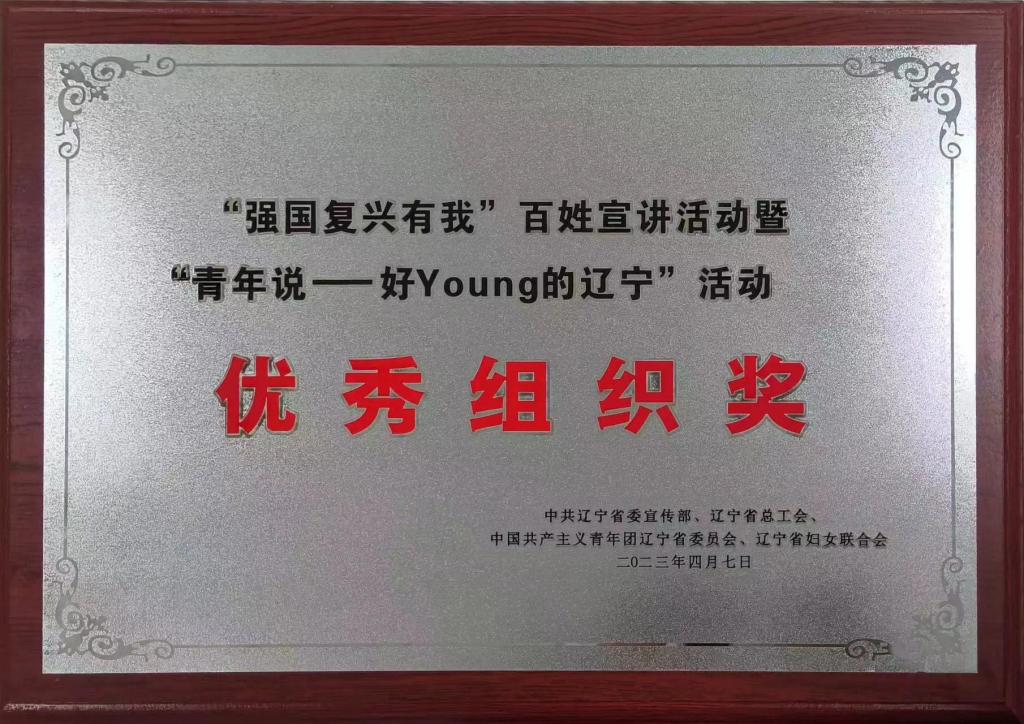 “强国复兴有我”百姓宣讲活动暨
“青年说——好Young的辽宁”活动
优秀组织奖
中共辽宁省委宣传部、辽宁省总工会、
中国共产主义青年团辽宁省委员会、辽宁省妇女联合会
二〇二三年四月七日